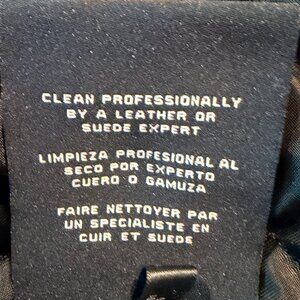 CLEAN PROFESSIONALLY
BY A LEATHER OR
SUEDE EXPERT
LIMPIEZA PROFESIONAL AL
SECO POR EXPERTO
CUERO O GAMUZA
FAIRE NETTOYER PAR
UN SPECIALISTE EN
CUIR ET SUEDE